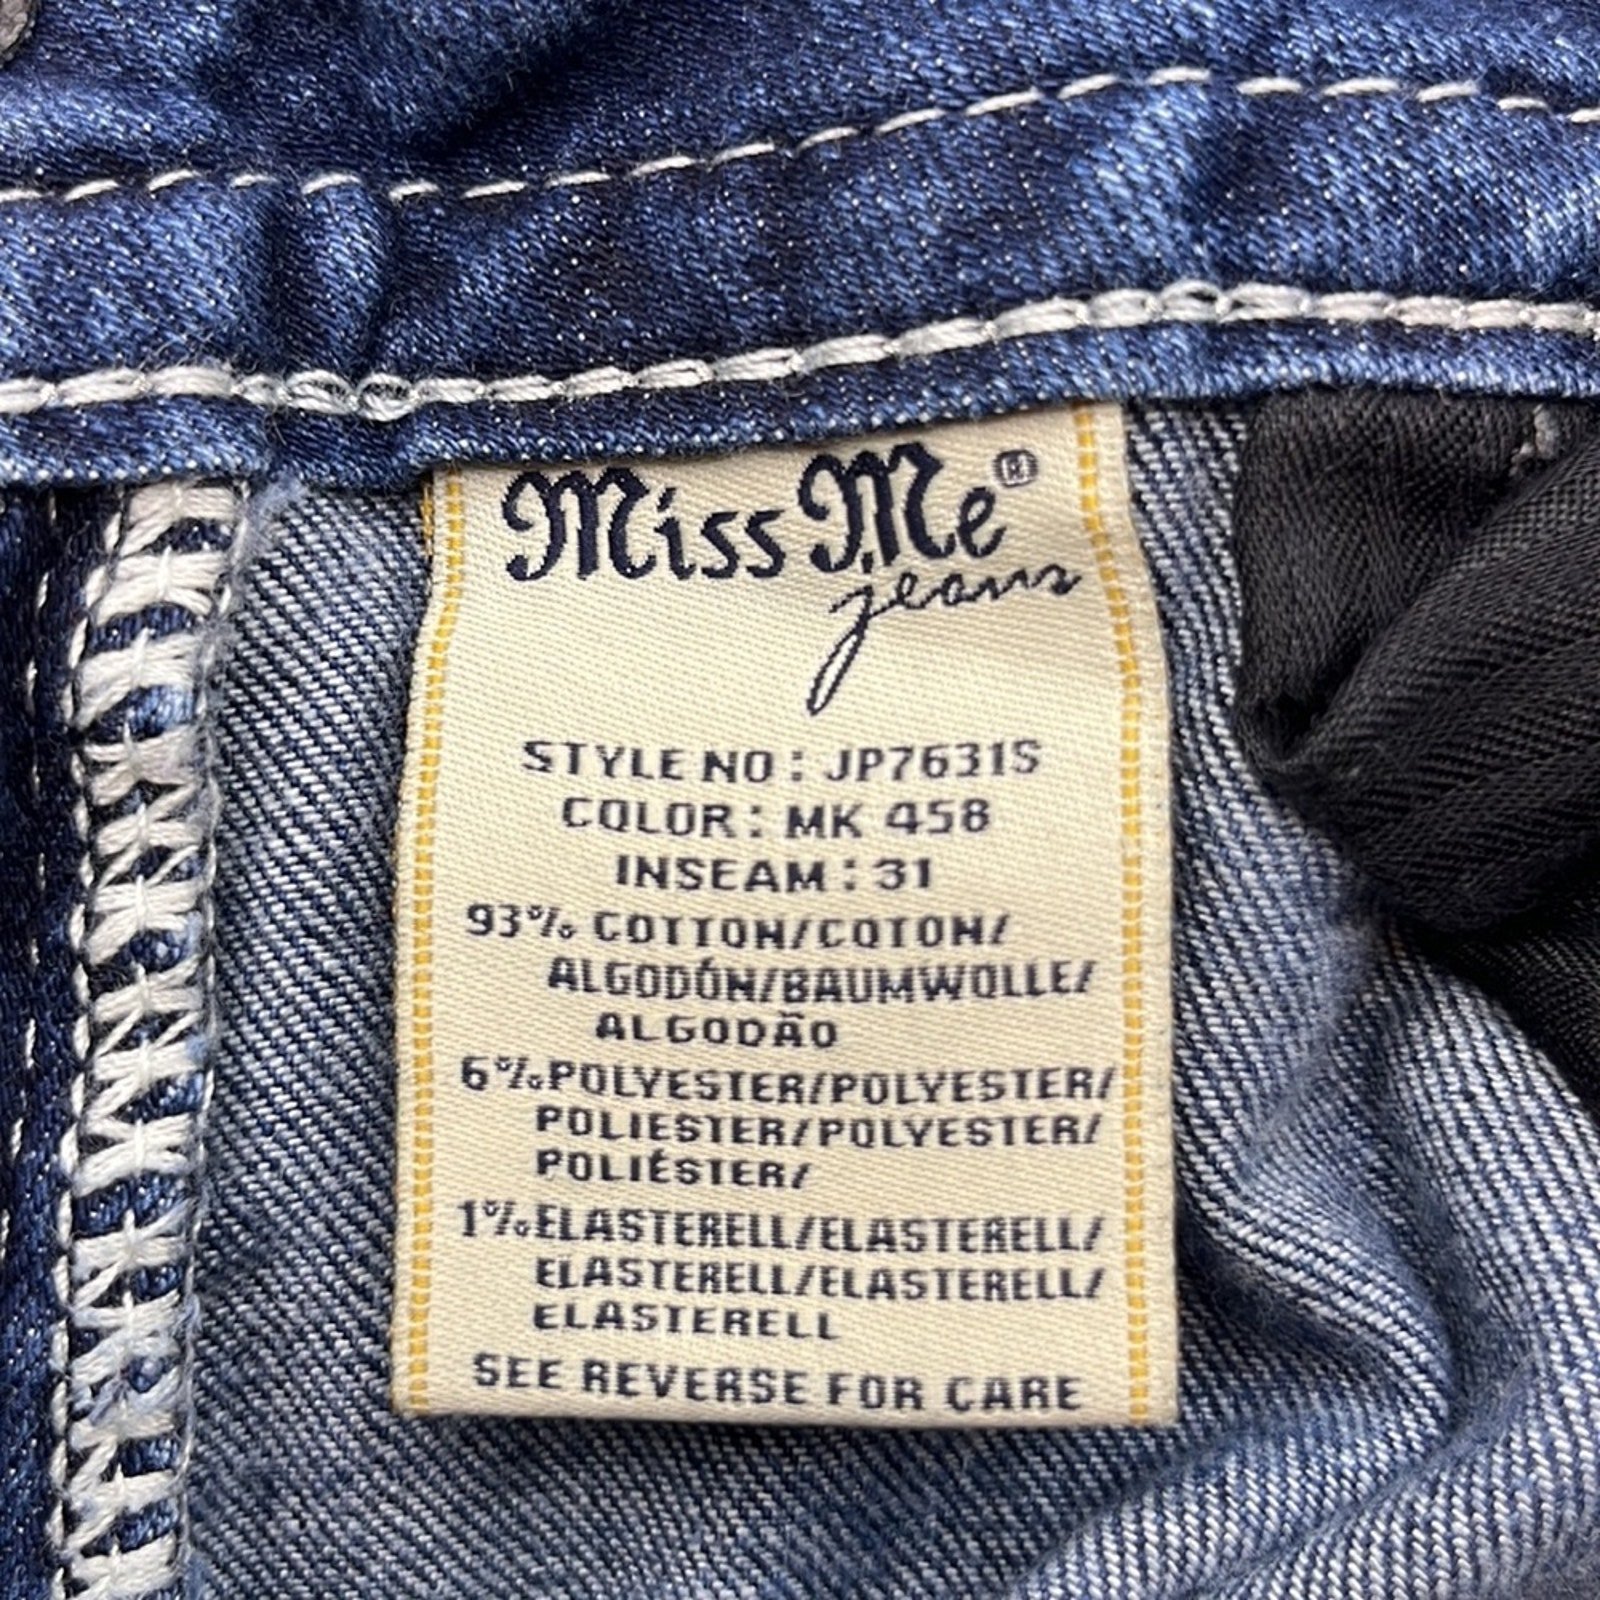 Miss Me®
jeans
STYLE NO : JP7631S
COLOR : MK 458
INSEAM : 31
93% COTTON/COTON/
ALGODÓN/BAUMWOLLE/
ALGODÃO
6% POLYESTER/POLYESTER/
POLIESTER/POLYESTER/
POLIÉSTER/
1% ELASTERELL/ELASTERELL/
ELASTERELL/ELASTERELL/
ELASTERELL
SEE REVERSE FOR CARE